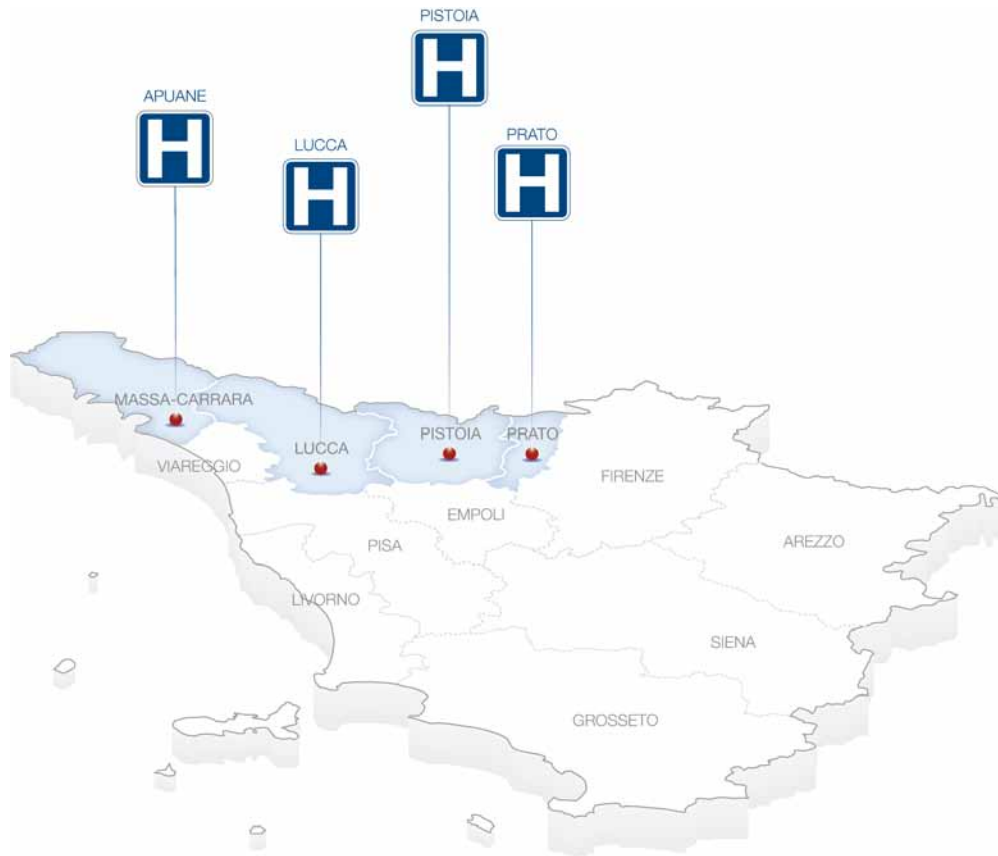 PISTOIA
H
APUANE
H
LUCCA
H
PRATO
H
MASSA-CARRARA
LUCCA
PISTOIA
PRATO
VIAREGGIO
FIRENZE
EMPOLI
PISA
AREZZO
LIVORNO
SIENA
GROSSETO